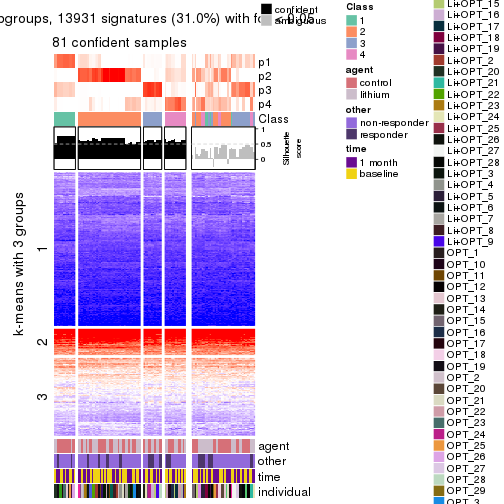 ogroups, 13931 signatures (31.0%) with f
confident
ambiguous
81 confident samples
p1
p2
p3
p4
Class
1
0.5
0
Silhouette
score
k-means with 3 groups
1
2
3
agent
other
time
individual
Class
1
2
3
4
agent
control
lithium
other
non-responder
responder
time
1 month
baseline
Li+OPT_15
Li+OPT_16
Li+OPT_17
Li+OPT_18
Li+OPT_19
Li+OPT_2
Li+OPT_20
Li+OPT_21
Li+OPT_22
Li+OPT_23
Li+OPT_24
Li+OPT_25
Li+OPT_26
Li+OPT_27
Li+OPT_28
Li+OPT_3
Li+OPT_4
Li+OPT_5
Li+OPT_6
Li+OPT_7
Li+OPT_8
Li+OPT_9
OPT_1
OPT_10
OPT_11
OPT_12
OPT_13
OPT_14
OPT_15
OPT_16
OPT_17
OPT_18
OPT_19
OPT_2
OPT_20
OPT_21
OPT_22
OPT_23
OPT_24
OPT_25
OPT_26
OPT_27
OPT_28
OPT_29